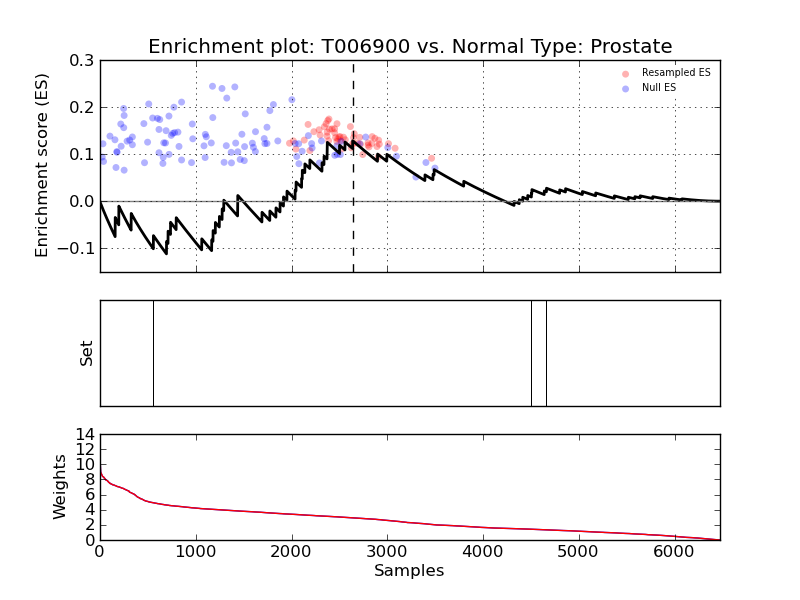 Enrichment plot: T006900 vs. Normal Type: Prostate
0.3
0.2
0.1
0.0
−0.1
Enrichment score (ES)
Resampled ES
Null ES
Set
14
12
10
8
6
4
2
0
Weights
0 1000 2000 3000 4000 5000 6000
Samples